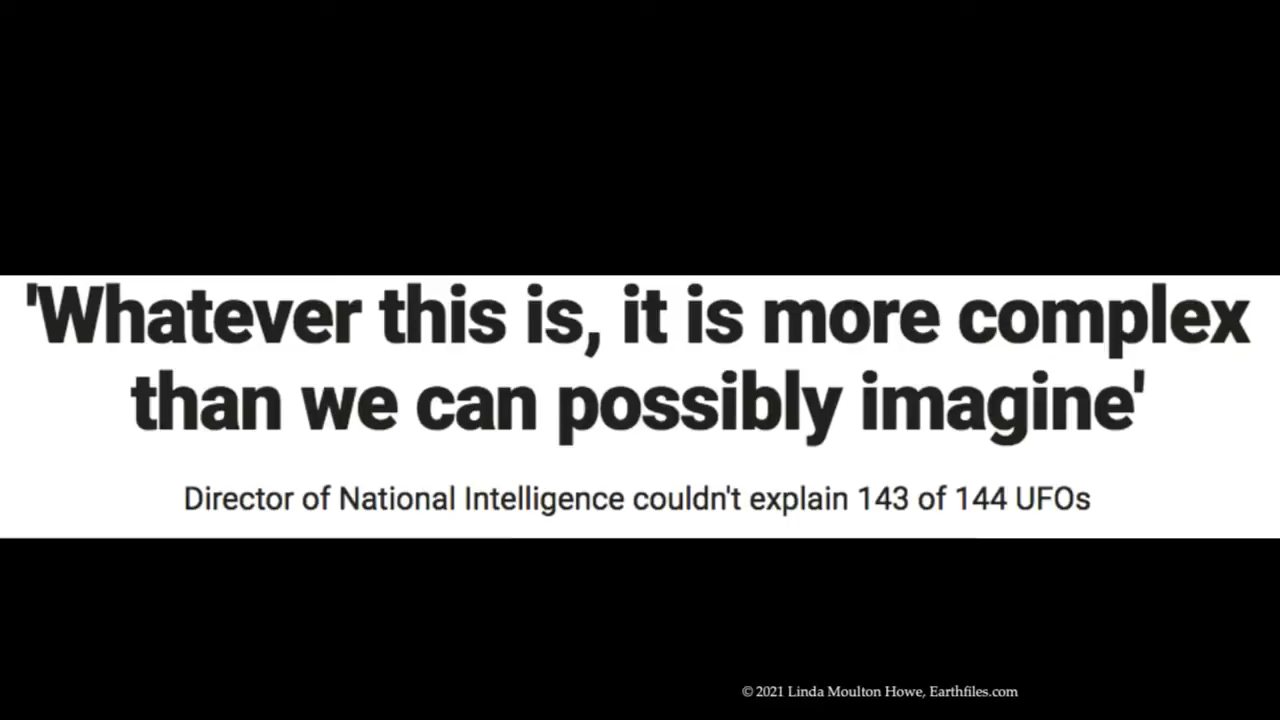 'Whatever this is, it is more complex
than we can possibly imagine'
Director of National Intelligence couldn't explain 143 of 144 UFOs
© 2021 Linda Moulton Howe, Earthfiles.com